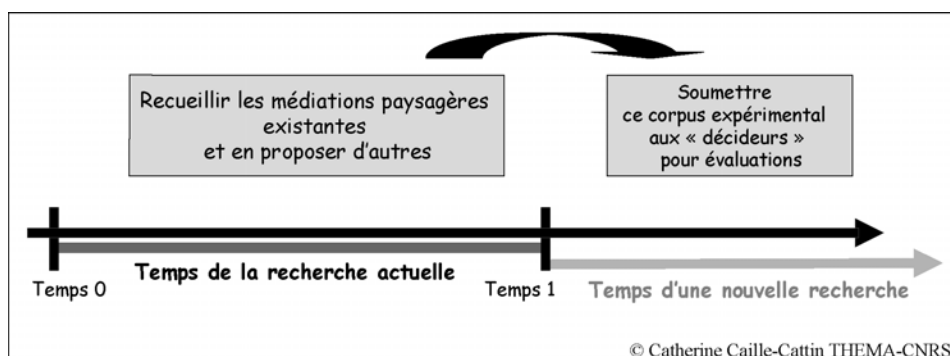 Recueillir les médiations paysagères
existantes
et en proposer d'autres
Soumettre
ce corpus expérimental
aux « décideurs »
pour évaluations
Temps de la recherche actuelle
Temps 0
Temps 1
Temps d'une nouvelle recherche
© Catherine Caille-Cattin THEMA-CNRS